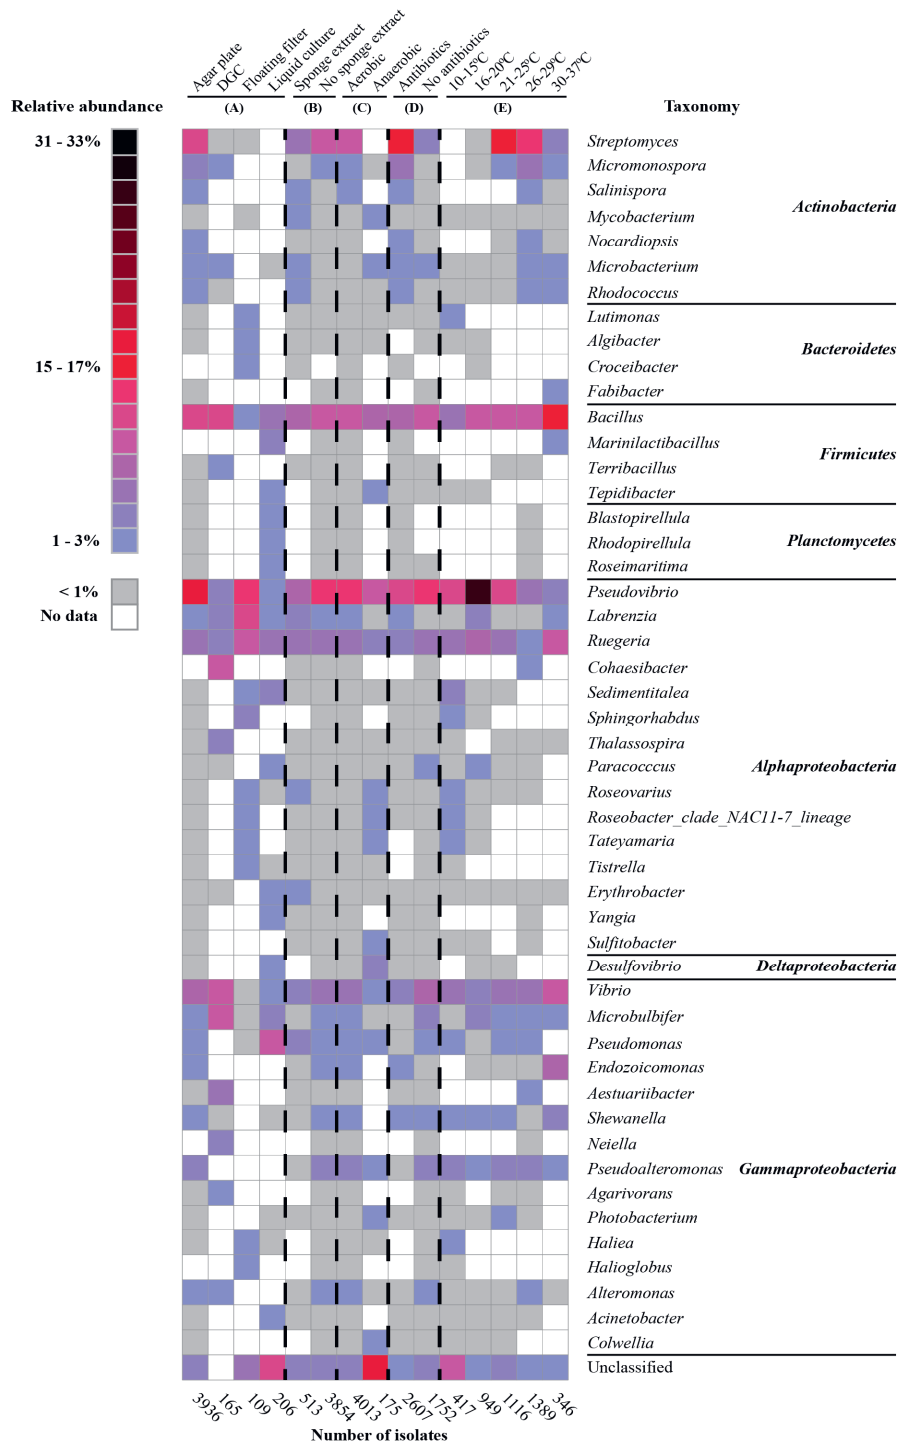 Agar plate
DGC
Floating filter
Liquid culture
Sponge extract
No sponge extract
Aerobic
Anaerobic
Antibiotics
No antibiotics
10-15ºC
16-20ºC
21-25ºC
26-29ºC
30-37ºC
Relative abundance
(A) (B) (C) (D) (E)
Taxonomy
31 - 33%
15 - 17%
1 - 3%
< 1%
No data
Streptomyces
Micromonospora
Salinispora
Actinobacteria
Mycobacterium
Nocardiopsis
Microbacterium
Rhodococcus
Lutimonas
Algibacter
Bacteroidetes
Croceibacter
Fabibacter
Bacillus
Marinilactibacillus
Firmicutes
Terribacillus
Tepidibacter
Blastopirellula
Rhodopirellula Planctomycetes
Roseimaritima
Pseudovibrio
Labrenzia
Ruegeria
Cohaesibacter
Sedimentitalea
Sphingorhabdus
Thalassospira
Paracocccus Alphaproteobacteria
Roseovarius
Roseobacter_clade_NAC11-7_lineage
Tateyamaria
Tistrella
Erythrobacter
Yangia
Sulfitobacter
Desulfovibrio Deltaproteobacteria
Vibrio
Microbulbifer
Pseudomonas
Endozoicomonas
Aestuariibacter
Shewanella
Neiella
Pseudoalteromonas Gammaproteobacteria
Agarivorans
Photobacterium
Haliea
Halioglobus
Alteromonas
Acinetobacter
Colwellia
Unclassified
3936 165 109 206 513 3854 4013 175 2607 1752 417 949 1116 1389 346
Number of isolates